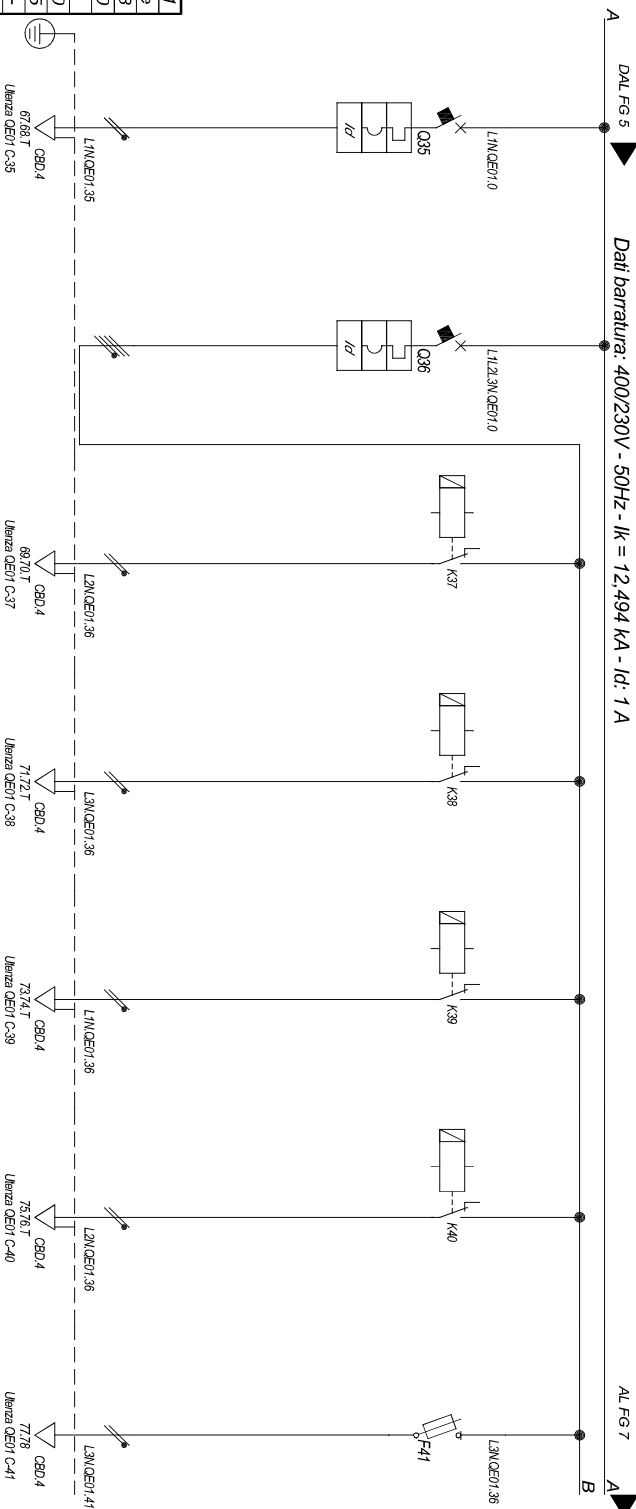 DAL FG 5
AL FG 7
A
A
Dati barratura: 400/230V - 50Hz - Ik = 12,494 kA - Id: 1 A
B
L1N.QE01.0
Q35
Id
L1N.QE01.35
67.68.T
CBD.4
Utenza QE01 C-35
L1L2L3N.QE01.0
Q36
Id
K37
L2N.QE01.36
69.70.T
CBD.4
Utenza QE01 C-37
K38
L3N.QE01.36
71.72.T
CBD.4
Utenza QE01 C-38
K39
L1N.QE01.36
73.74.T
CBD.4
Utenza QE01 C-39
K40
L2N.QE01.36
75.76.T
CBD.4
Utenza QE01 C-40
L3N.QE01.36
F41
L3N.QE01.41
77.78
CBD.4
Utenza QE01 C-41